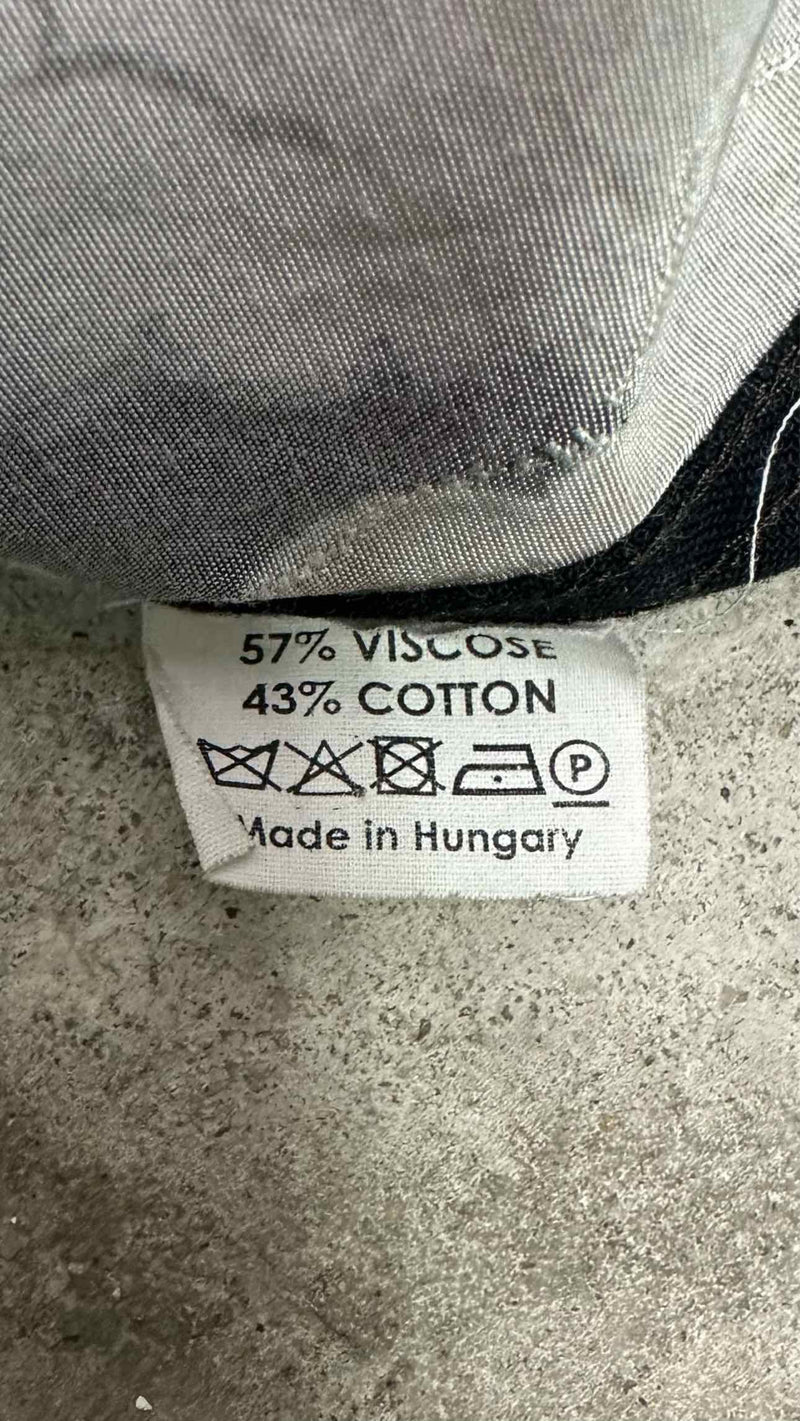 57% VISCOSE
43% COTTON
P
Made in Hungary